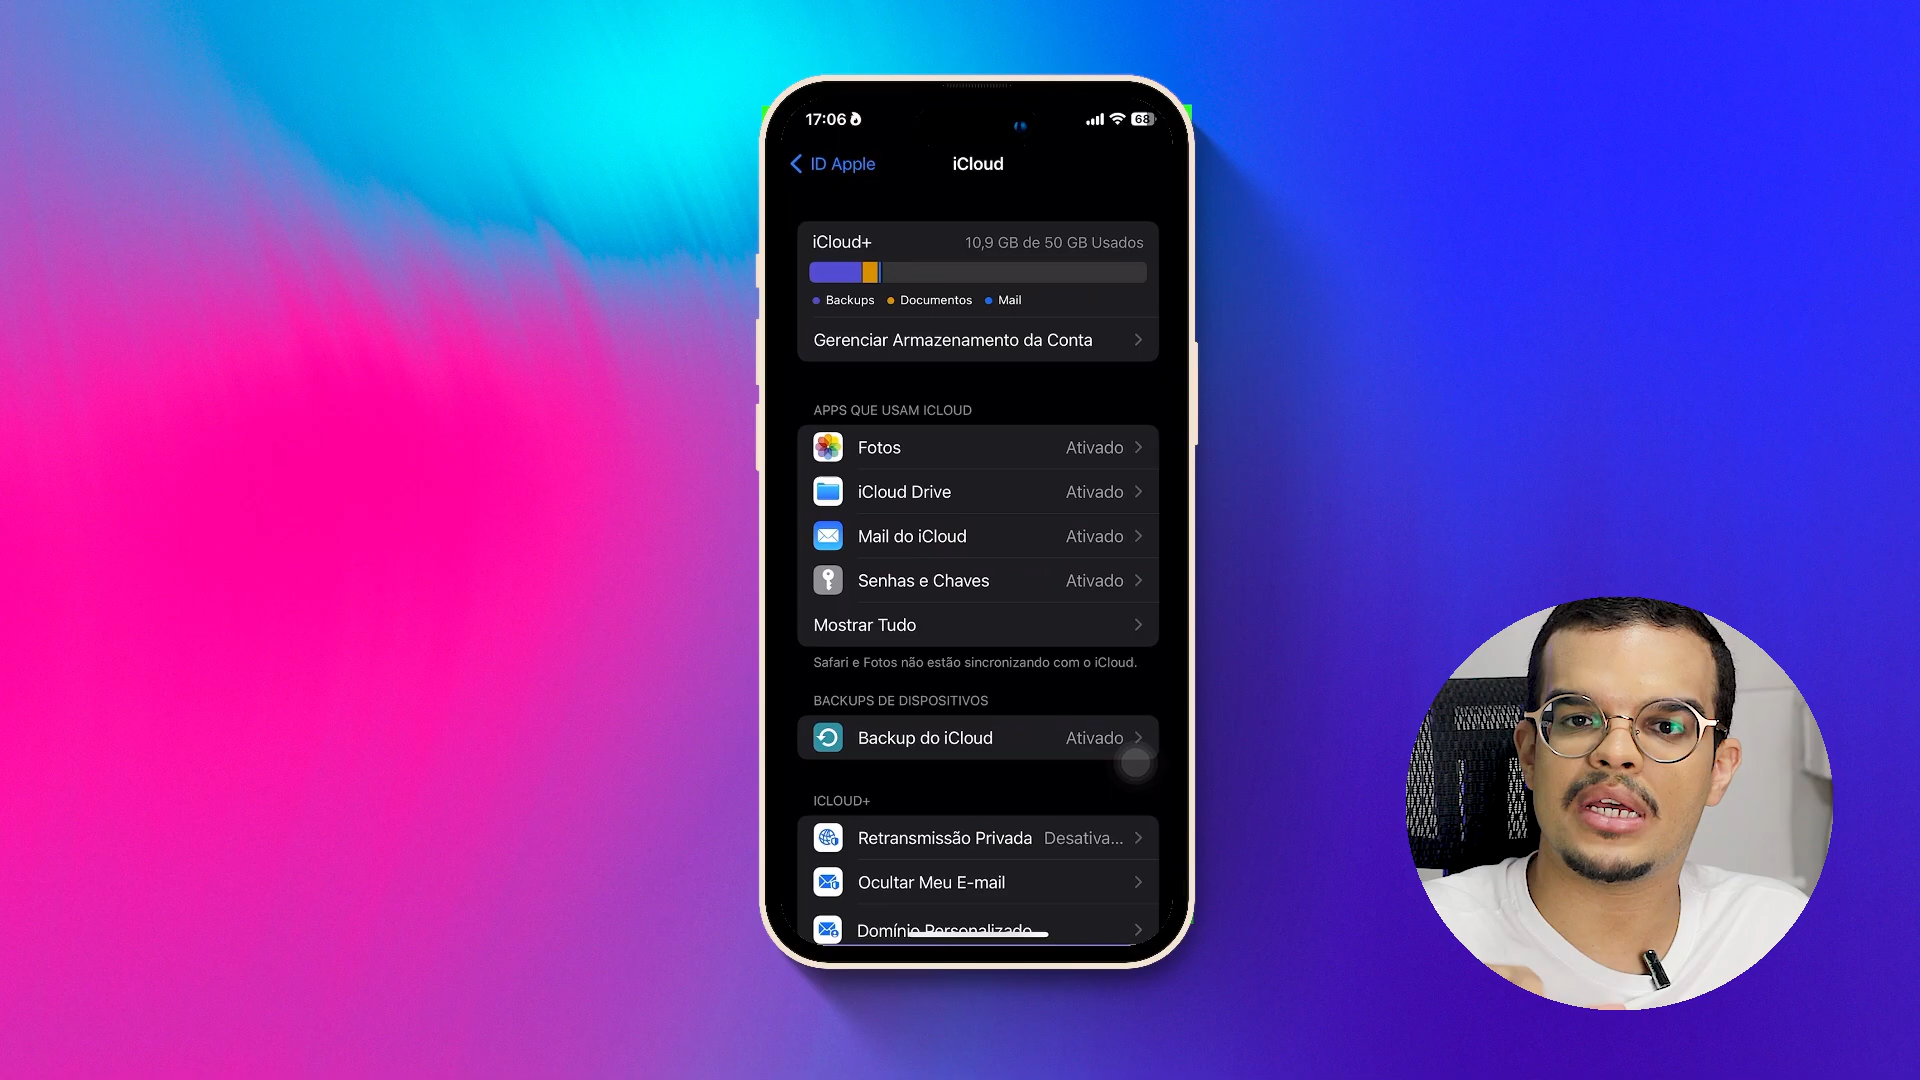 17:06
68
ID Apple
iCloud
iCloud+ 10,9 GB de 50 GB Usados
Backups Documentos Mail
Gerenciar Armazenamento da Conta
APPS QUE USAM ICLOUD
Fotos Ativado
iCloud Drive Ativado
Mail do iCloud Ativado
Senhas e Chaves Ativado
Mostrar Tudo
Safari e Fotos não estão sincronizando com o iCloud.
BACKUPS DE DISPOSITIVOS
Backup do iCloud Ativado
ICLOUD+
Retransmissão Privada Desativa...
Ocultar Meu E-mail
Domínio Personalizado